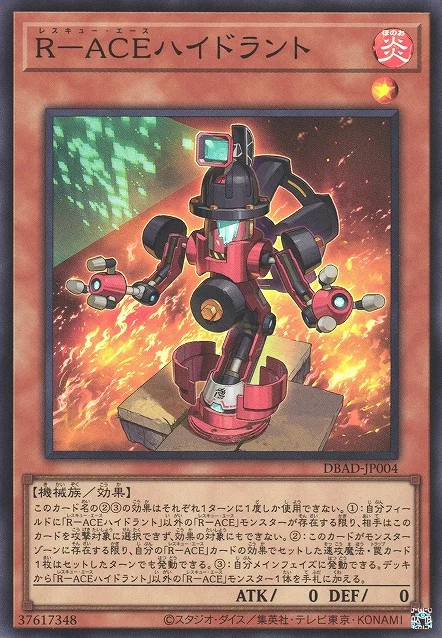 レスキュー・エース
R－ACEハイドラント
ほのお
炎
DBAD-JP004
【機械族／効果】
このカード名の②③の効果はそれぞれ1ターンに1度しか使用できない。①：自分フィ
ールドに「R－ACEハイドラント」以外の「R－ACE」モンスターが存在する限り、相手はこの
カードを攻撃対象に選択できず、効果の対象にもできない。②：このカードがモンスター
ゾーンに存在する限り、自分の「R－ACE」カードの効果でセットした速攻魔法・罠カード
1枚はセットしたターンでも発動できる。③：自分メインフェイズに発動できる。デッキ
から「R－ACEハイドラント」以外の「R－ACE」モンスター1体を手札に加える。
ATK／ 0 DEF／ 0
37617348
©スタジオ・ダイス／集英社・テレビ東京・KONAMI